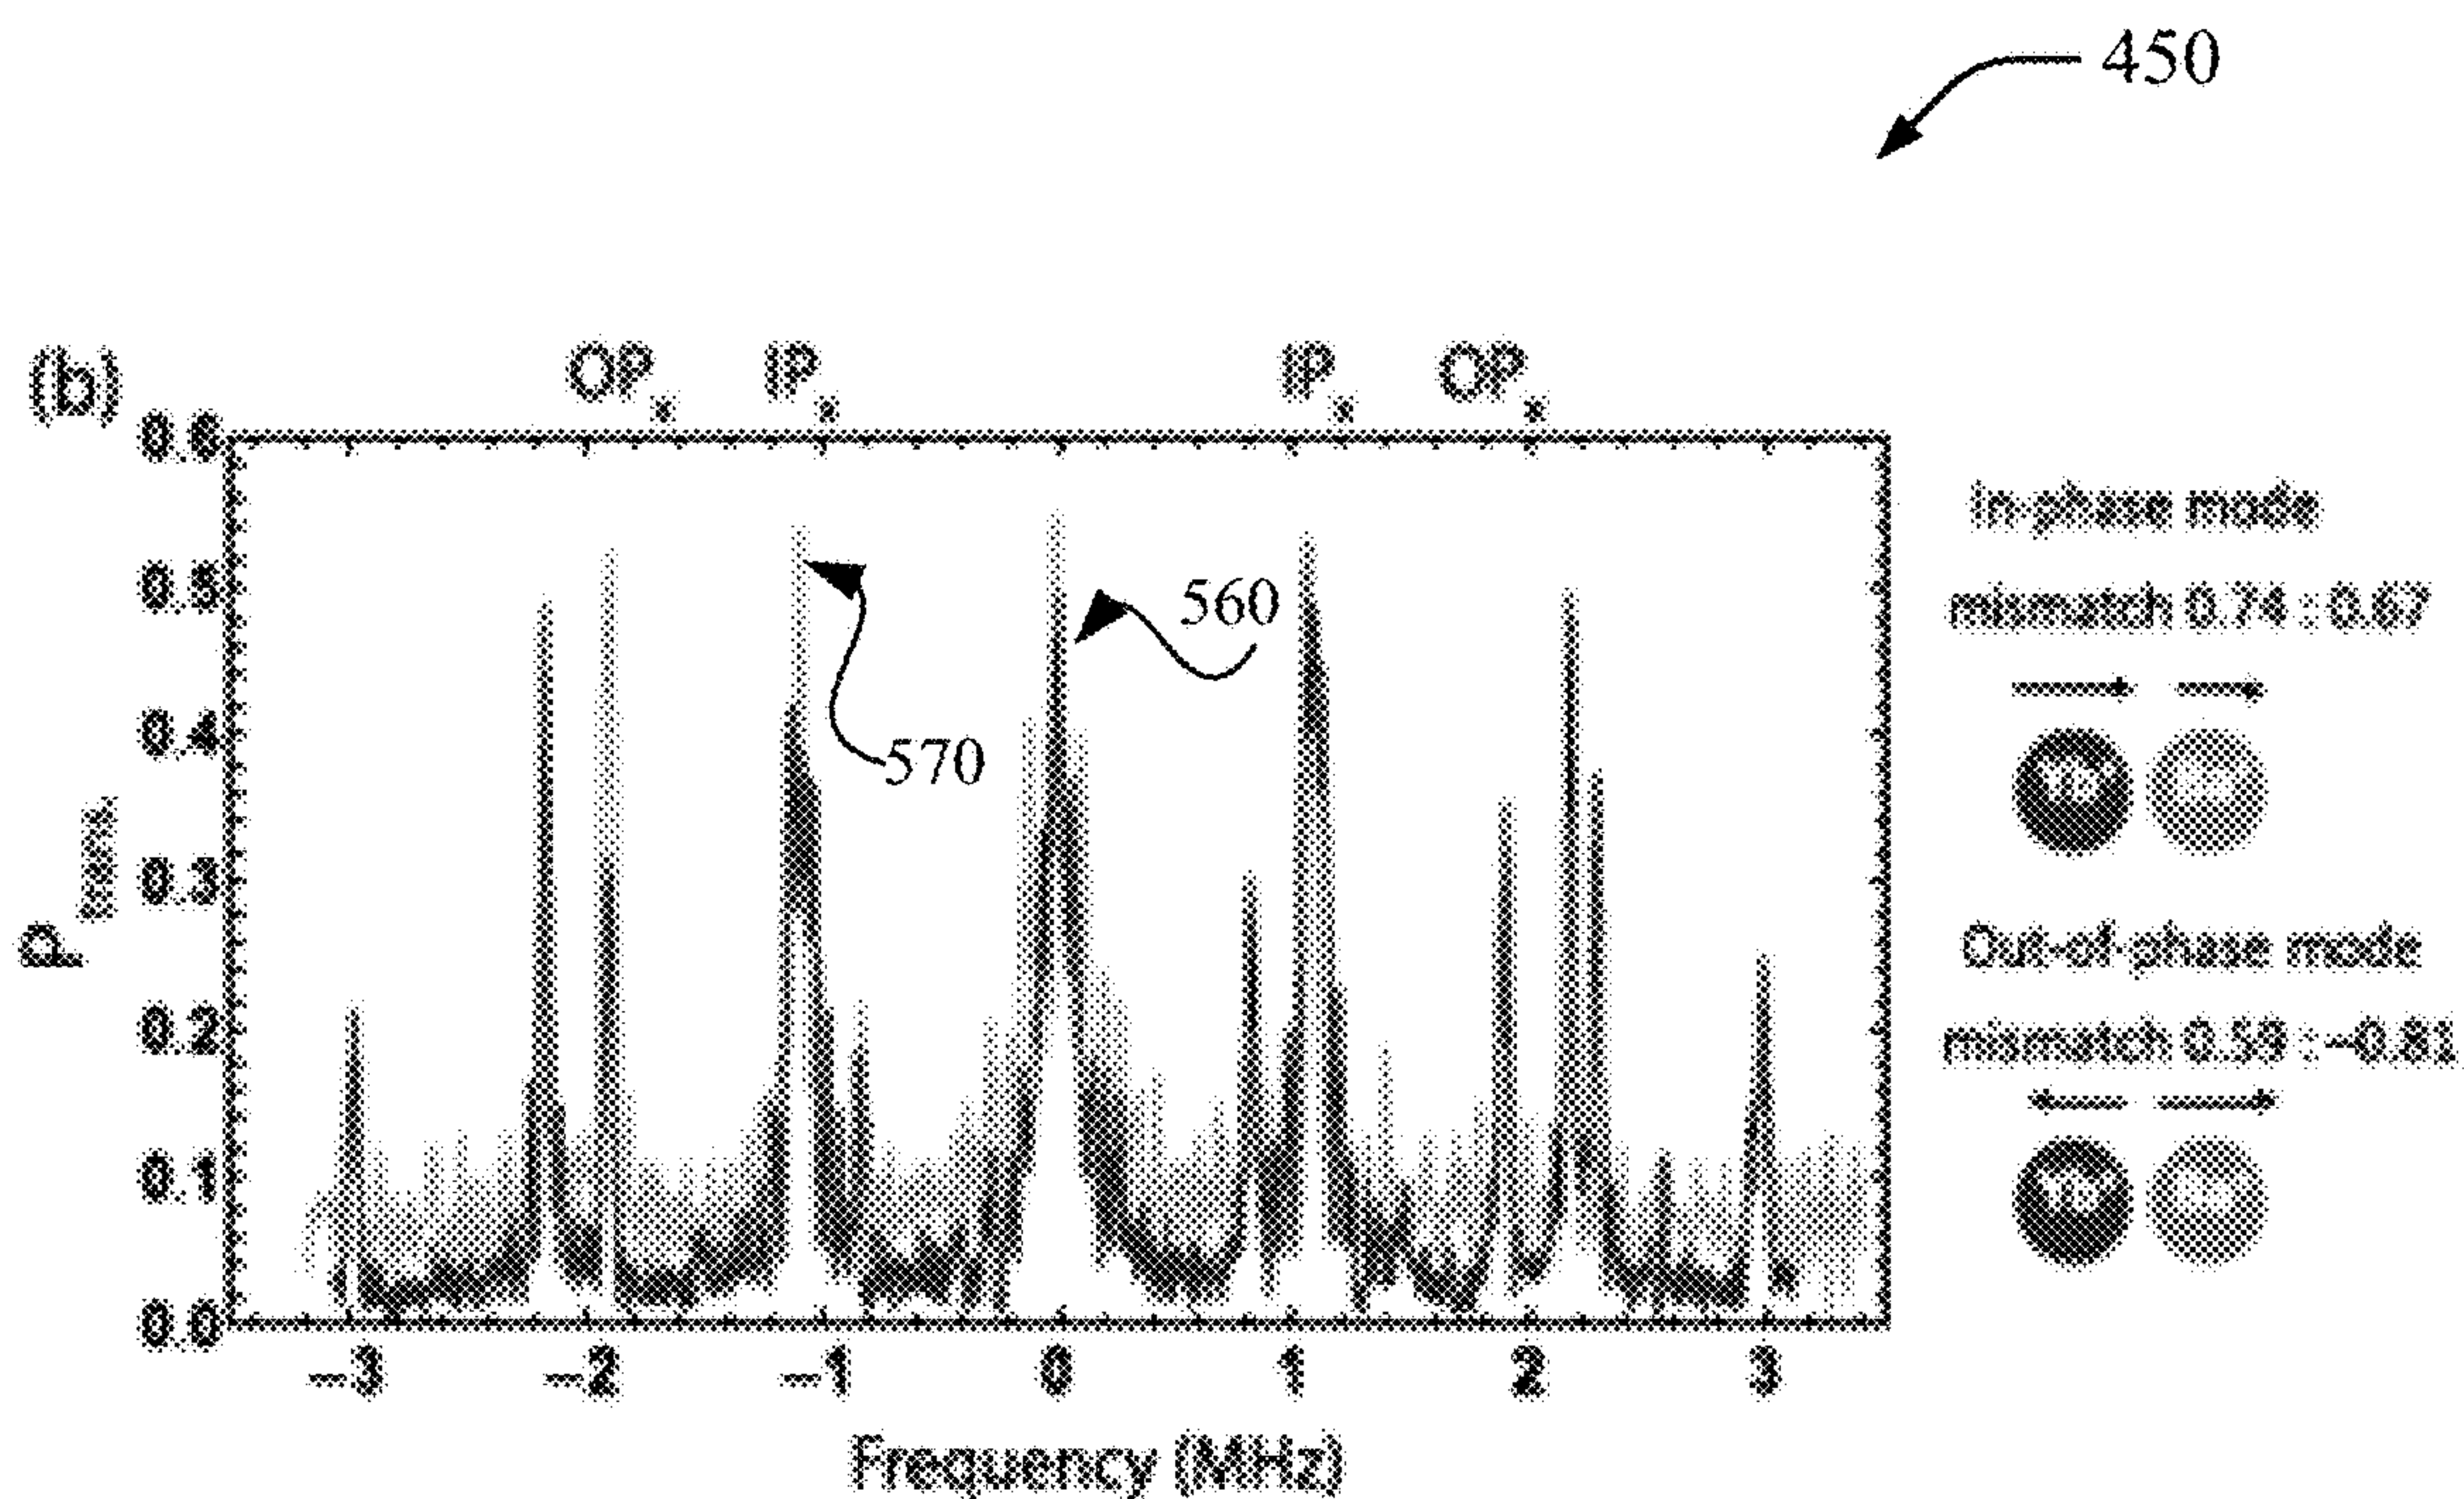 450
(b)
OPx IPx IPx OPx
0.6
0.5
0.4
0.3
0.2
0.1
0.0
−3 −2 −1 0 1 2 3
Frequency (MHz)
560
570
In-phase mode
mismatch 0.74 : 0.67
Out-of-phase mode
mismatch 0.59 : −0.81